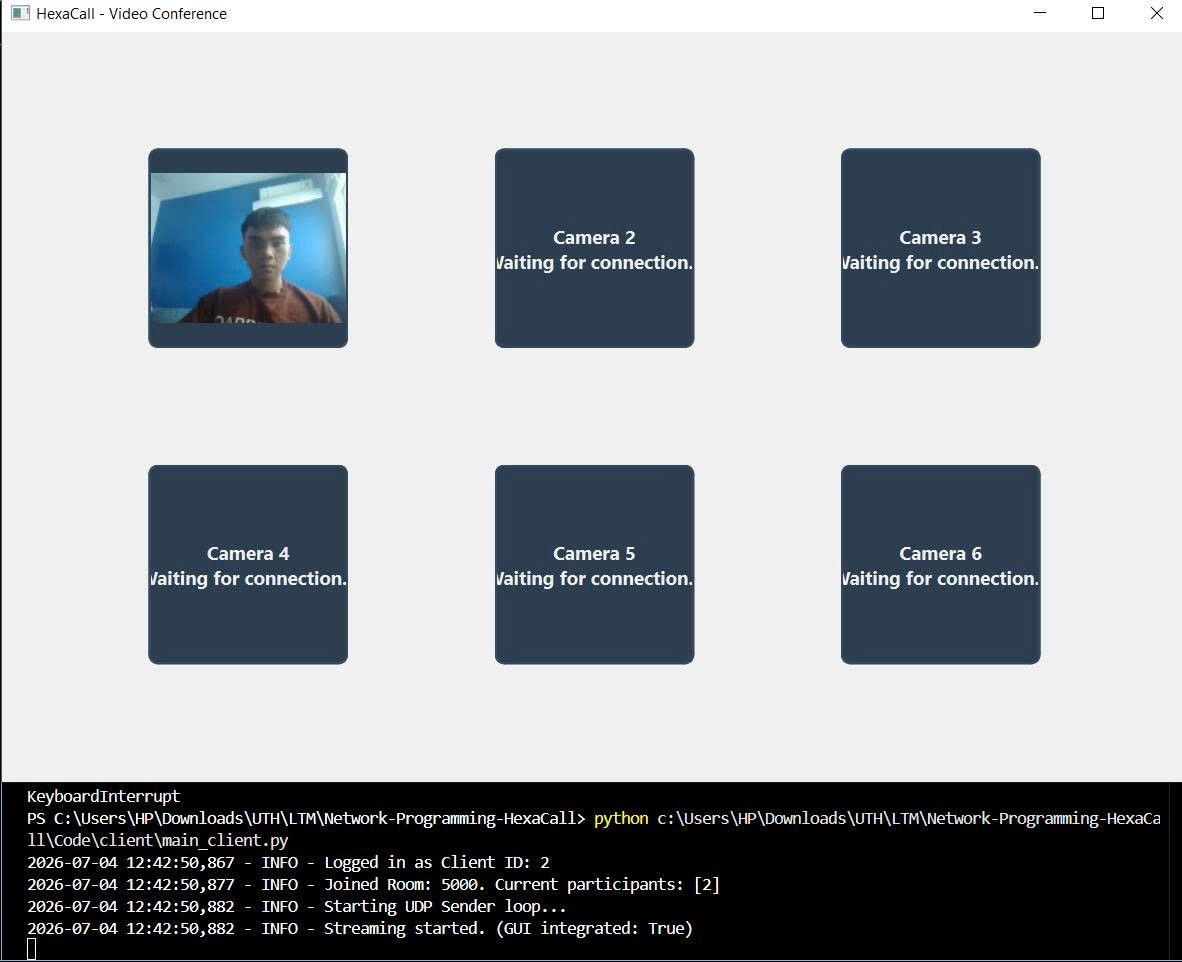 HexaCall - Video Conference
Camera 2
Waiting for connection.
Camera 3
Waiting for connection.
Camera 4
Waiting for connection.
Camera 5
Waiting for connection.
Camera 6
Waiting for connection.
KeyboardInterrupt
PS C:\Users\HP\Downloads\UTH\LTM\Network-Programming-HexaCall> python c:\Users\HP\Downloads\UTH\LTM\Network-Programming-HexaCa
ll\Code\client\main_client.py
2026-07-04 12:42:50,867 - INFO - Logged in as Client ID: 2
2026-07-04 12:42:50,877 - INFO - Joined Room: 5000. Current participants: [2]
2026-07-04 12:42:50,882 - INFO - Starting UDP Sender loop...
2026-07-04 12:42:50,882 - INFO - Streaming started. (GUI integrated: True)